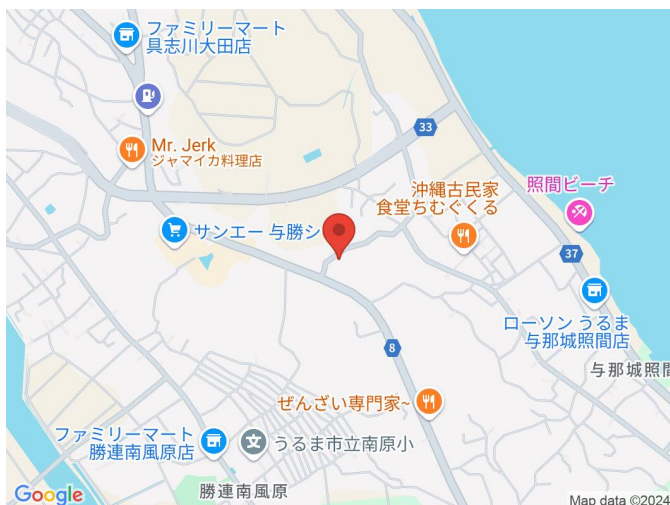 ファミリーマート
具志川大田店
Mr. Jerk
ジャマイカ料理店
33
沖縄古民家
食堂ちむぐくる
照間ビーチ
サンエー 与勝シ
37
ローソン うるま
与那城照間店
8
与那城照間
ぜんざい専門家~
ファミリーマート
勝連南風原店
うるま市立南原小
勝連南風原
Google
Map data ©2024